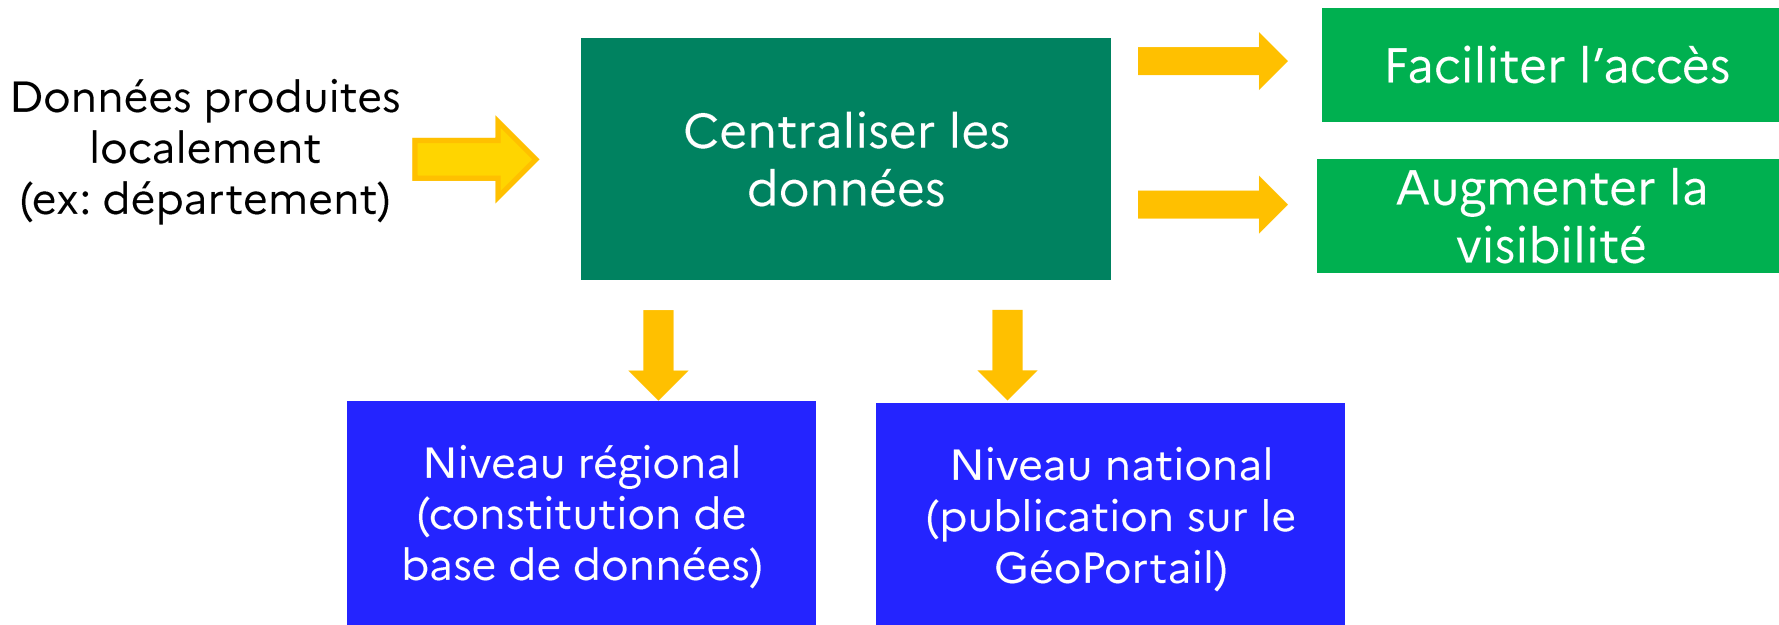 Données produites
localement
(ex: département)
Centraliser les
données
Faciliter l’accès
Augmenter la
visibilité
Niveau régional
(constitution de
base de données)
Niveau national
(publication sur le
GéoPortail)